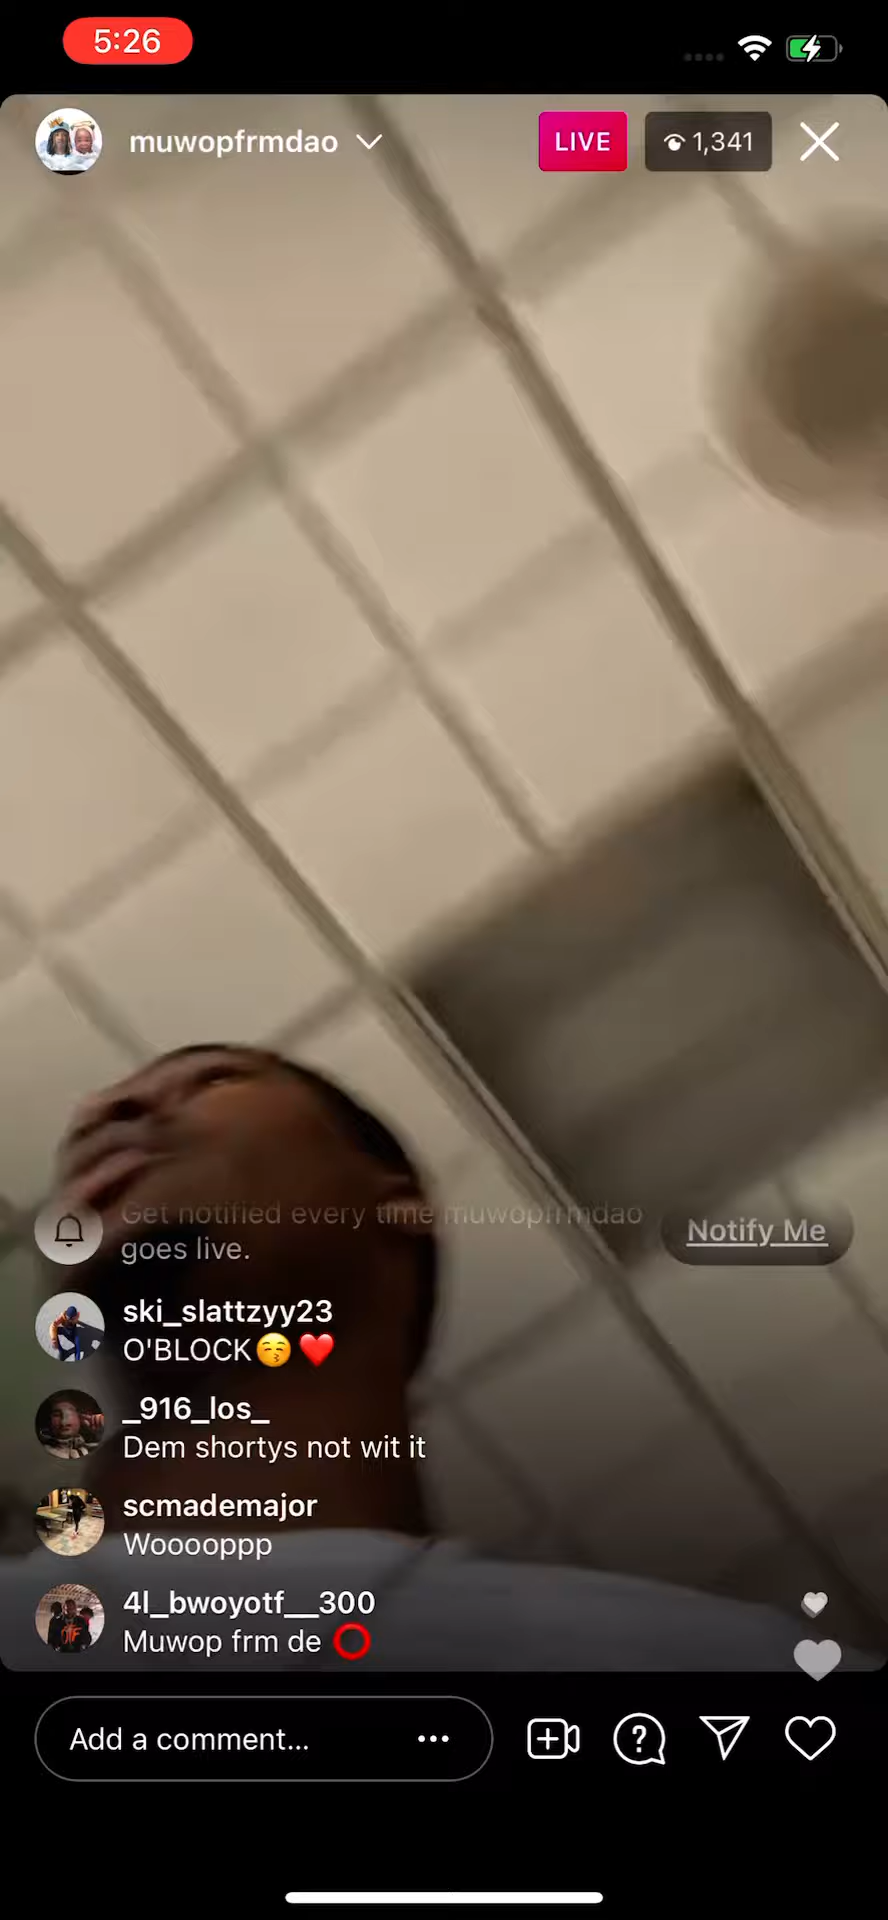 5:26
muwopfrmdao
LIVE
1,341
Get notified every time muwopfrmdao
goes live.
Notify Me
ski_slattzyy23
O'BLOCK😚❤️
_916_los_
Dem shortys not wit it
scmademajor
Wooooppp
4l_bwoyotf__300
Muwop frm de ⭕
Add a comment...